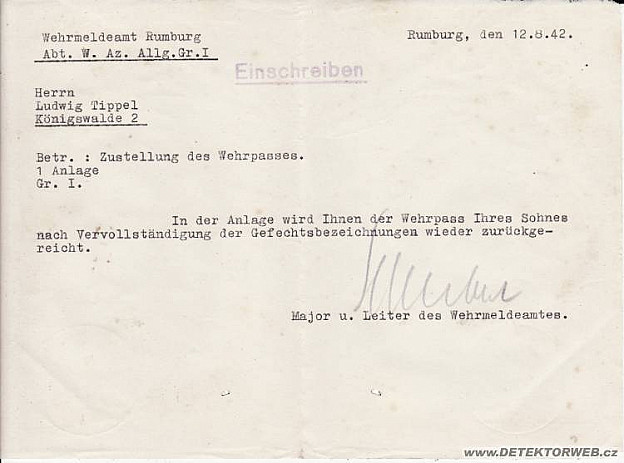 Wehrmeldeamt Rumburg
Rumburg, den 12.8.42.
Abt. W. Az. Allg.Gr.I
Einschreiben
Herrn
Ludwig Tippel
Königswalde 2
Betr. : Zustellung des Wehrpasses.
1 Anlage
Gr. I.
In der Anlage wird Ihnen der Wehrpass Ihres Sohnes
nach Vervollständigung der Gefechtsbezeichnungen wieder zurückge-
reicht.
Major u. Leiter des Wehrmeldeamtes.
www.DETEKTORWEB.cz